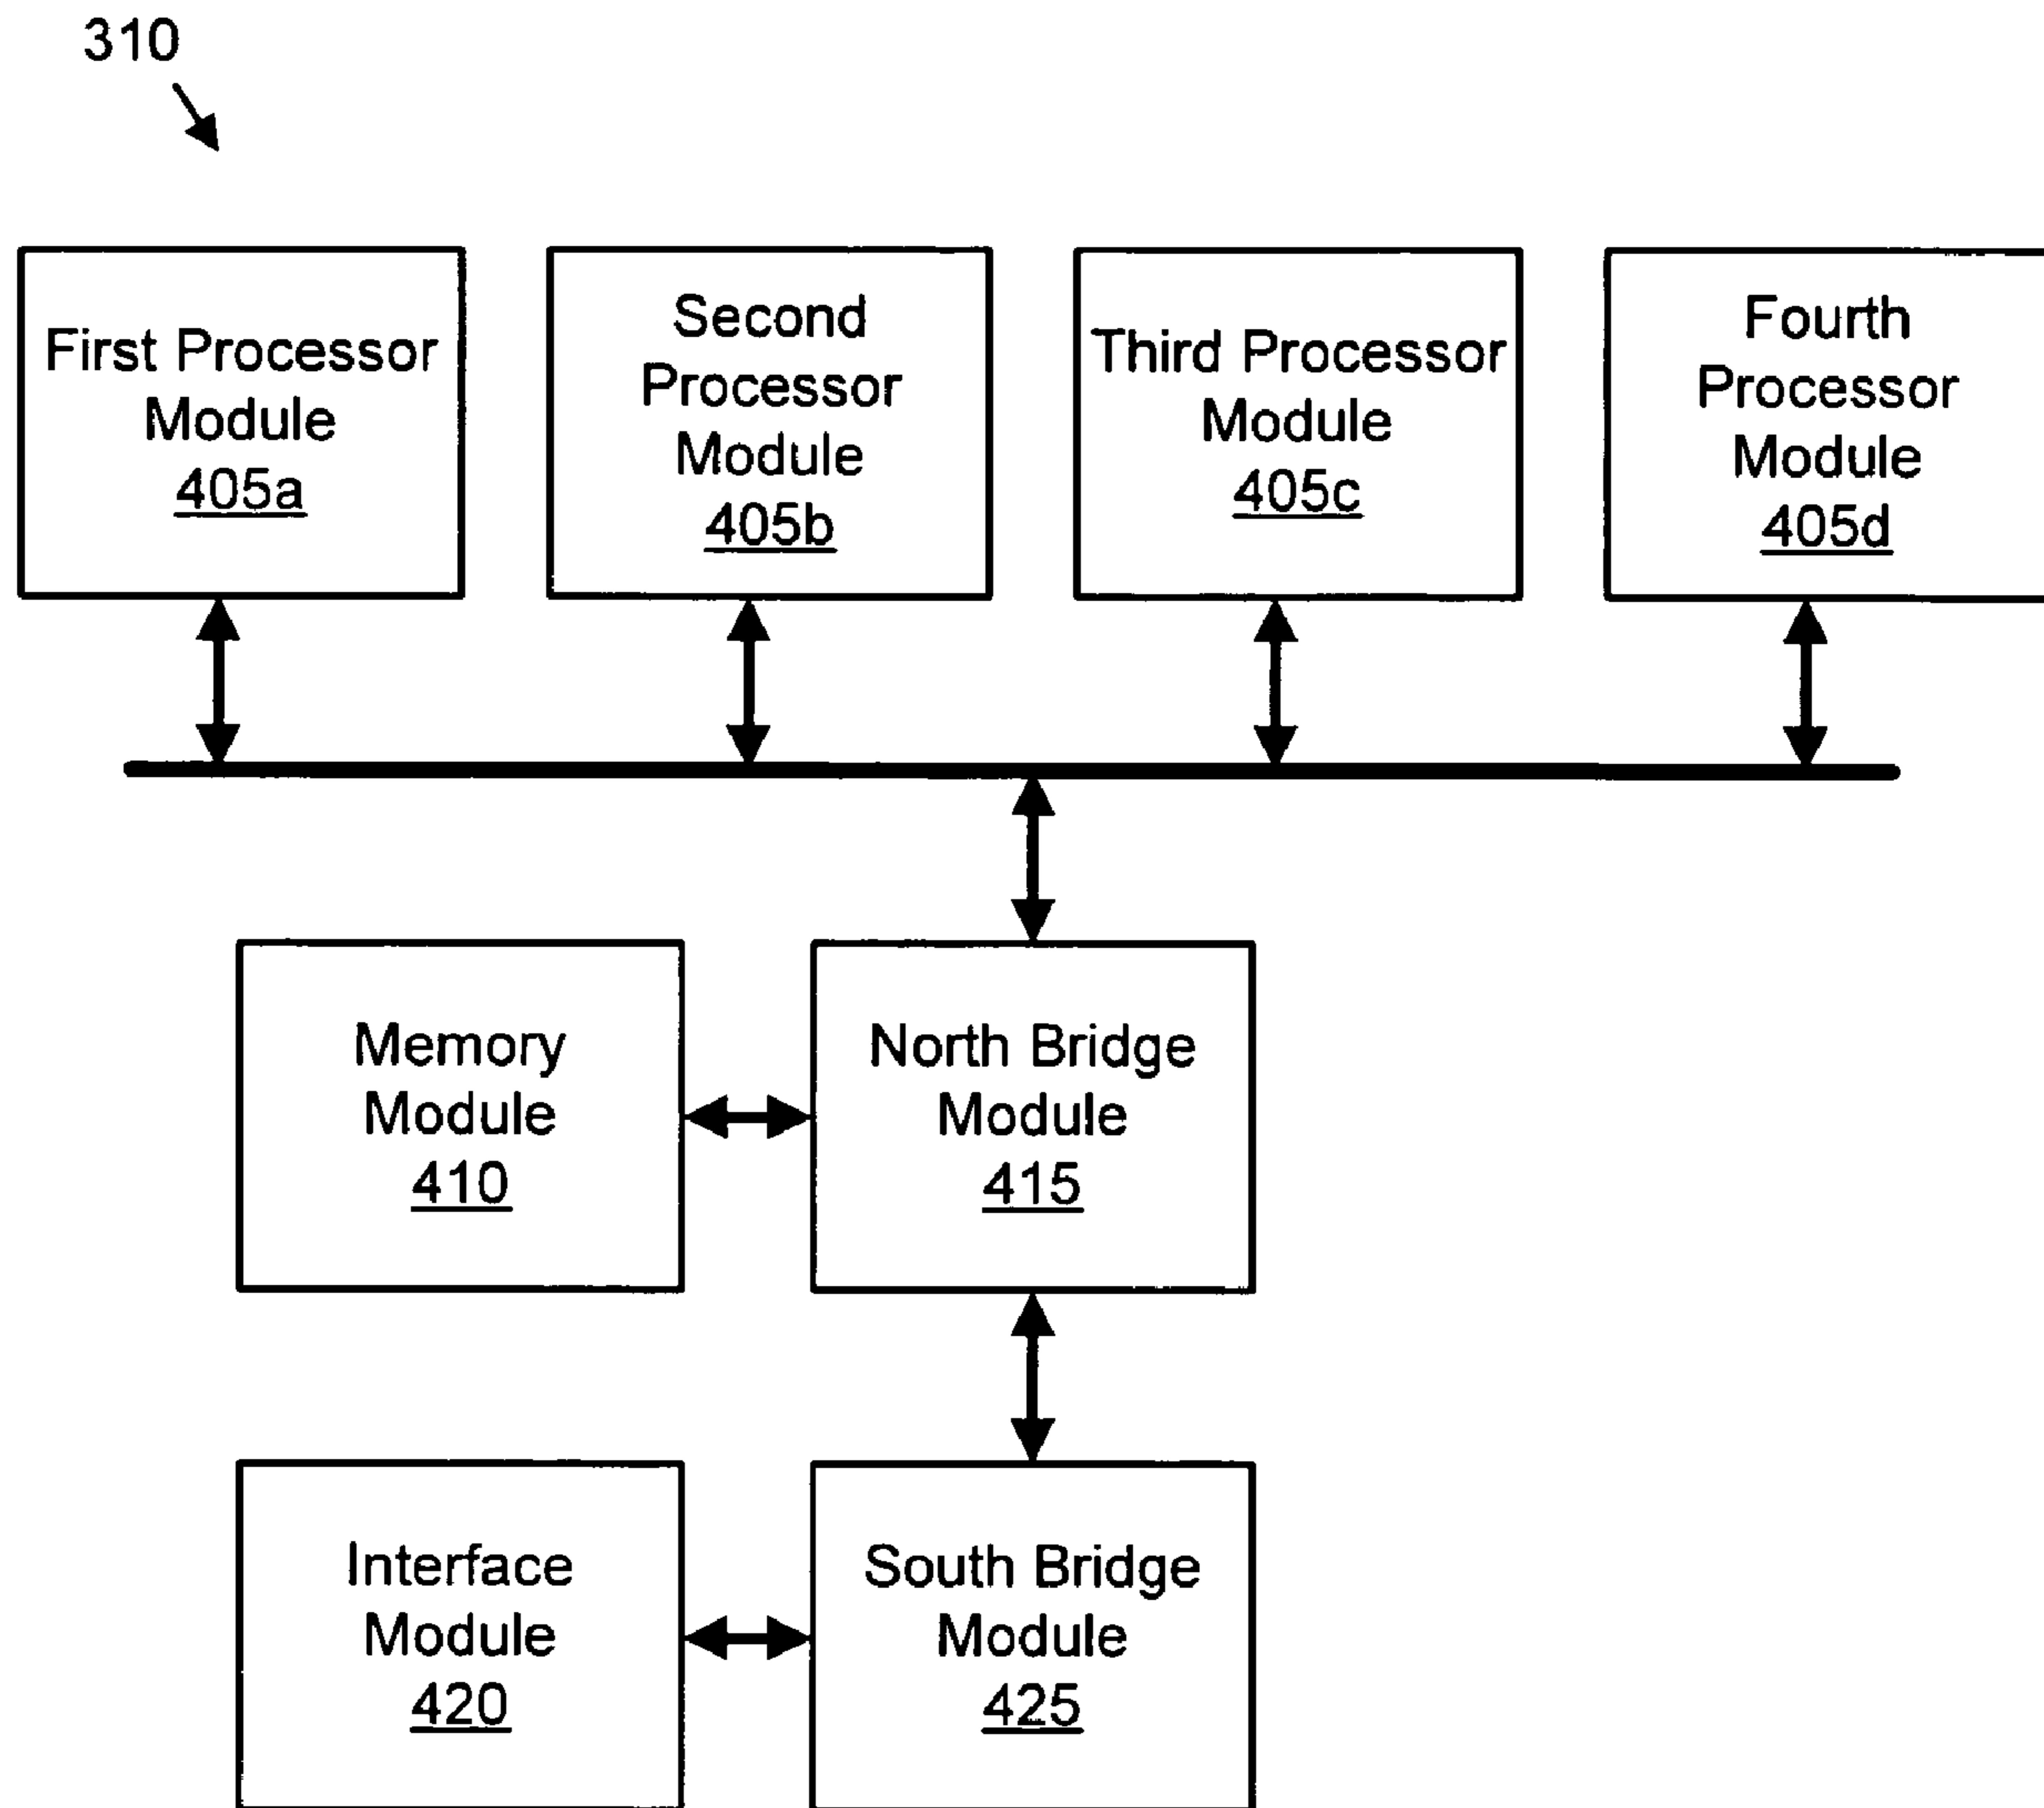 310
First Processor
Module
405a
Second
Processor
Module
405b
Third Processor
Module
405c
Fourth
Processor
Module
405d
Memory
Module
410
North Bridge
Module
415
Interface
Module
420
South Bridge
Module
425